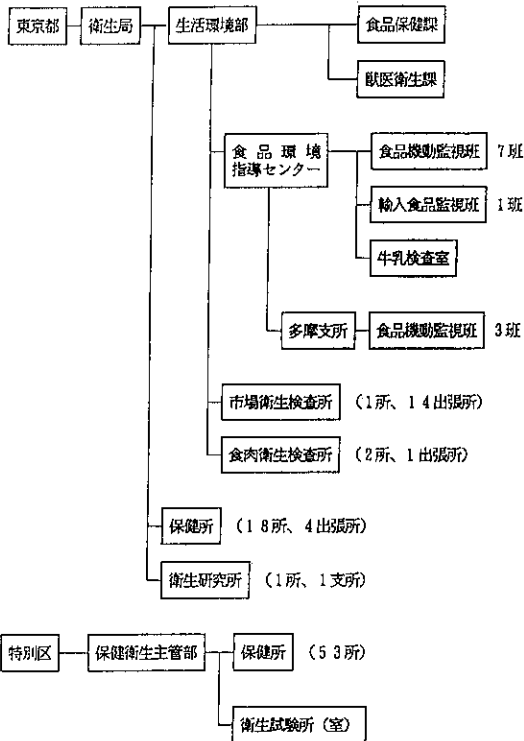 東京都 衛生局 生活環境部 食品保健課
獣医衛生課
食品環境
指導センター
食品機動監視班 7班
輸入食品監視班 1班
牛乳検査室
多摩支所 食品機動監視班 3班
市場衛生検査所 (1所、14出張所)
食肉衛生検査所 (2所、1出張所)
保健所 (18所、4出張所)
衛生研究所 (1所、1支所)
特別区 保健衛生主管部 保健所 (53所)
衛生試験所(室)